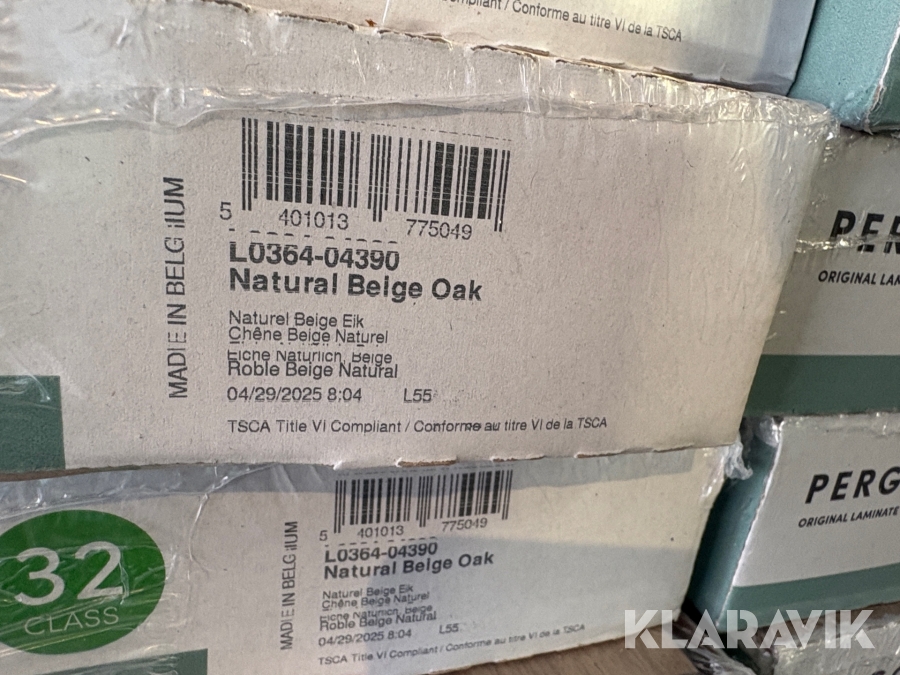 Compliant / Conforme au titre VI de la TSCA
MADE IN BELGIUM
5 401013 775049
L0364-04390
Natural Beige Oak
Naturel Beige Eik
Chêne Beige Naturel
Eiche Natürlich, Beige
Roble Beige Natural
04/29/2025 8:04 L55
TSCA Title VI Compliant / Conforme au titre VI de la TSCA
PER
ORIGINAL LAM
32
CLASS
MADE IN BELGIUM
5 401013 775049
L0364-04390
Natural Beige Oak
Naturel Beige Eik
Chêne Beige Naturel
Eiche Natürlich, Beige
Roble Beige Natural
04/29/2025 8:04 L55
TSCA Title VI Compliant / Conforme au titre VI de la TSCA
PERG
ORIGINAL LAMINATE
KLARAVIK